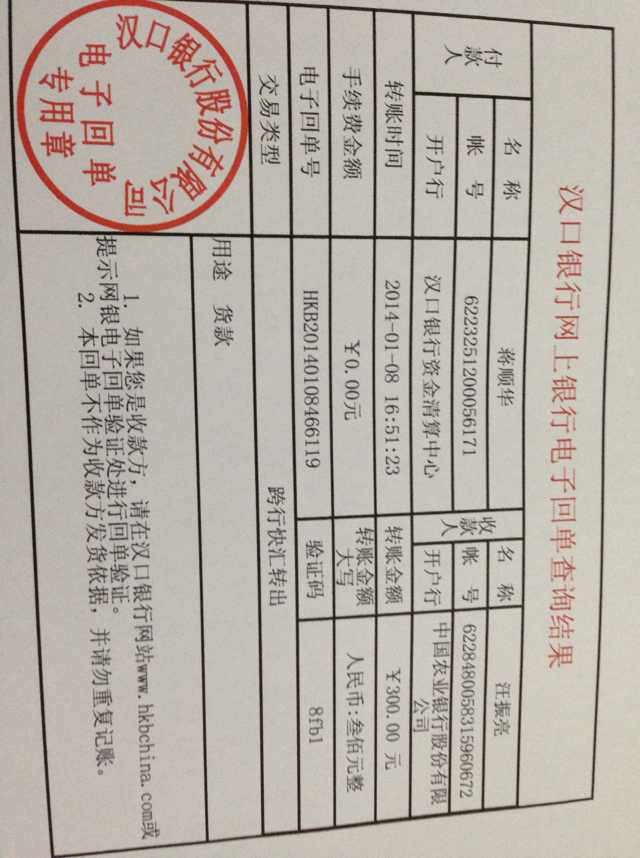 汉口银行网上银行电子回单查询结果
付款人 名 称 蒋顺华 收款人 名 称 汪振亮
帐 号 6223251200056171 帐 号 6228480058315960672
开户行 汉口银行资金清算中心 开户行 中国农业银行股份有限公司
转账时间 2014-01-08 16:51:23 转账金额 ￥300.00 元
手续费金额 ￥0.00元 转账金额大写 人民币:叁佰元整
电子回单号 HKB20140108466119 验证码 8fb1
交易类型 跨行快汇转出
用途 货款
汉口银行股份有限公司
电子回单
专用章
1. 如果您是收款方，请在汉口银行网站www.hkbchina.com或
提示网银电子回单验证处进行回单验证。
2. 本回单不作为收款方发货依据，并请勿重复记账。